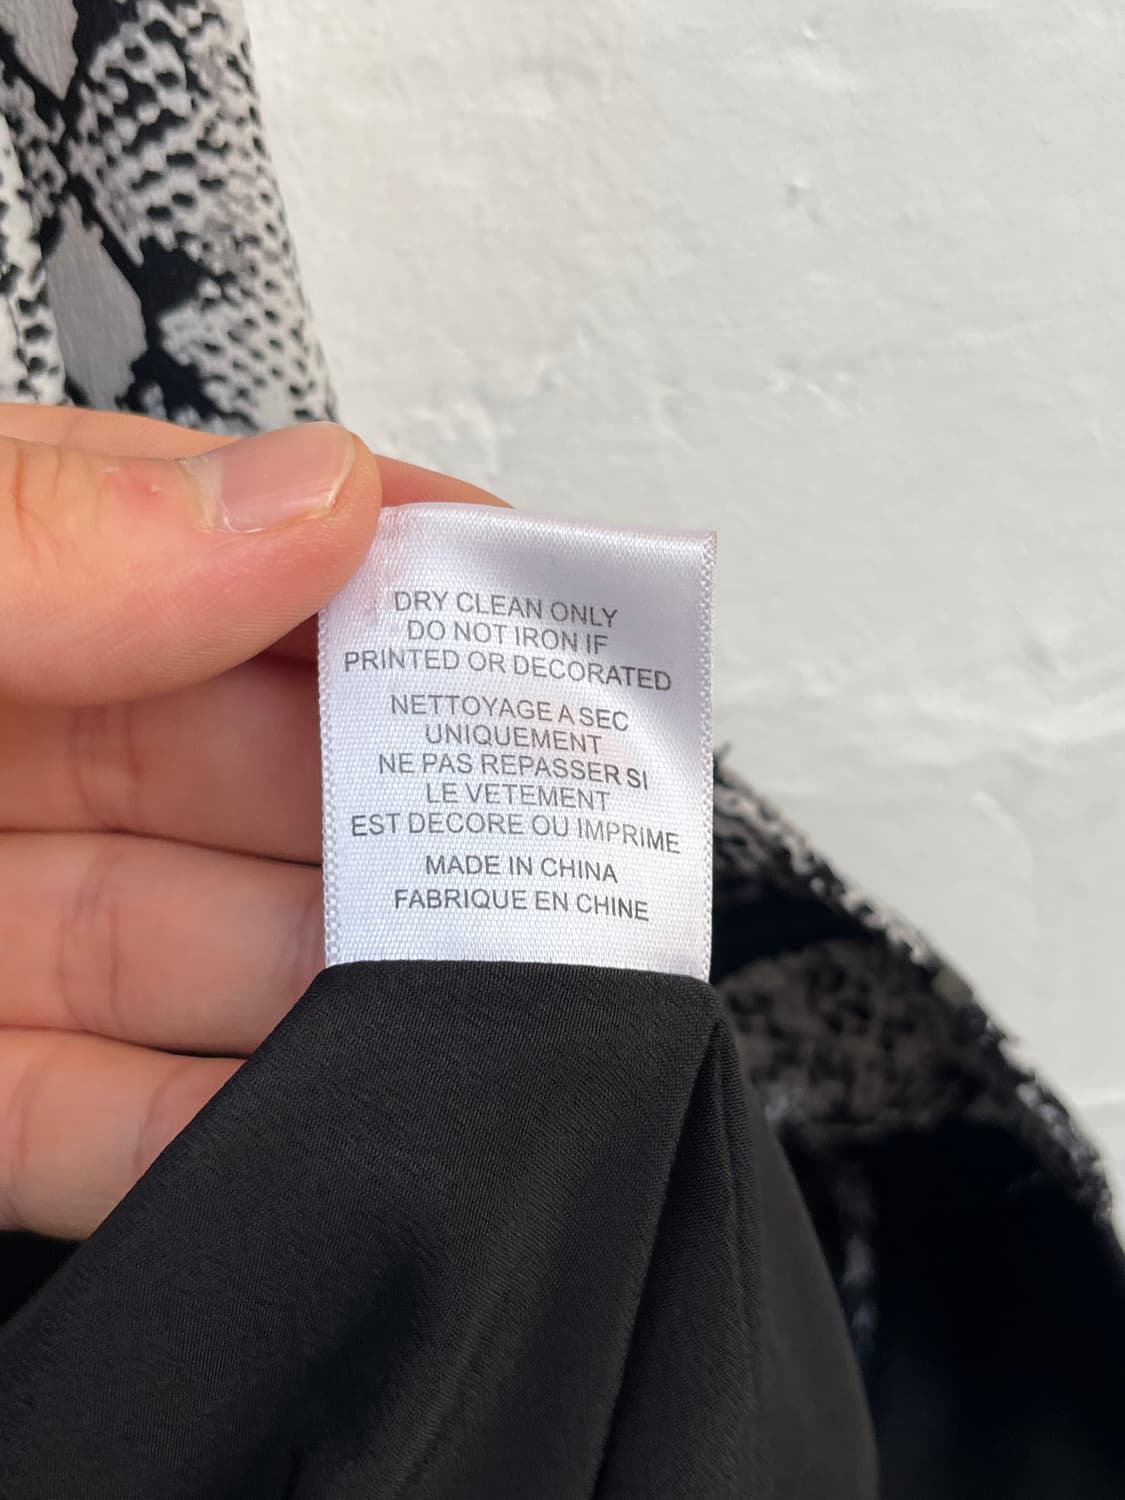 DRY CLEAN ONLY
DO NOT IRON IF
PRINTED OR DECORATED
NETTOYAGE A SEC
UNIQUEMENT
NE PAS REPASSER SI
LE VETEMENT
EST DECORE OU IMPRIME
MADE IN CHINA
FABRIQUE EN CHINE